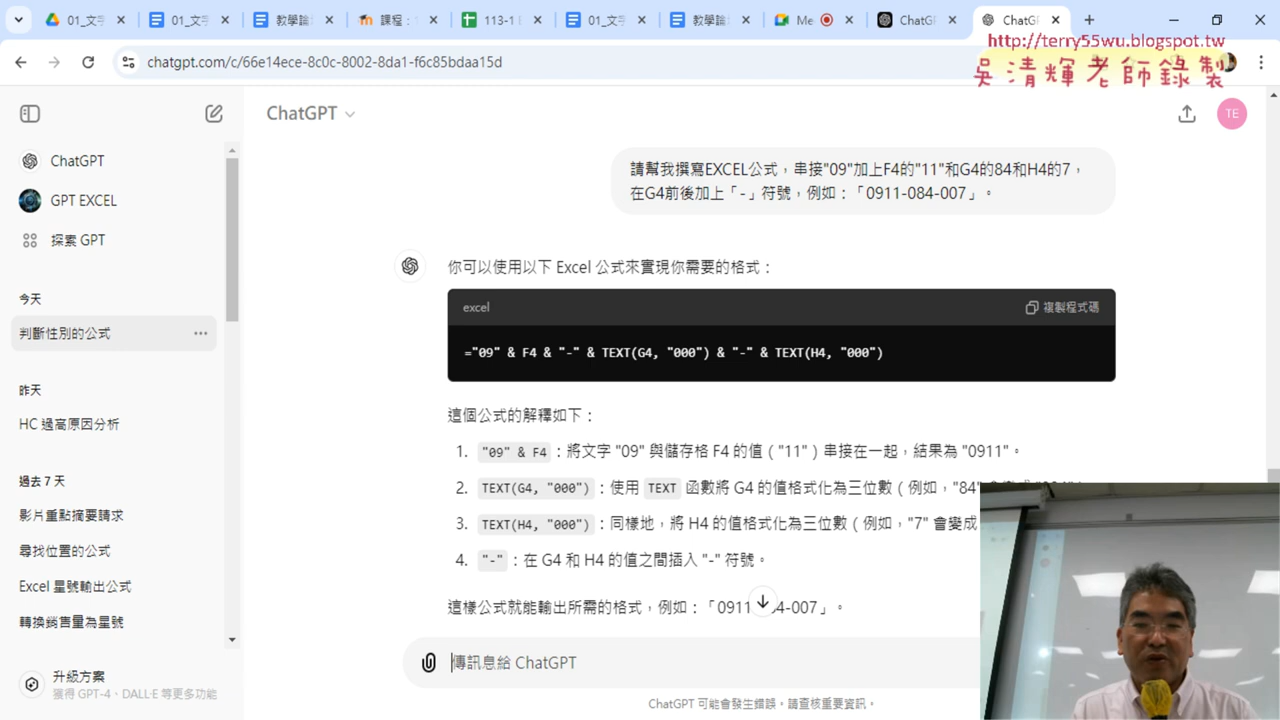 01_文字
01_文字
教學論
課程：
113-1
01_文字
教學論
Me
ChatG
ChatG
http://terry55wu.blogspot.tw
chatgpt.com/c/66e14ece-8c0c-8002-8da1-f6c85bdaa15d
吳清輝老師錄製
ChatGPT
TE
ChatGPT
GPT EXCEL
探索 GPT
今天
判斷性別的公式
昨天
HC 過高原因分析
過去 7 天
影片重點摘要請求
尋找位置的公式
Excel 星號輸出公式
轉換銷售量為星號
升級方案
獲得 GPT-4、DALL·E 等更多功能
請幫我撰寫EXCEL公式，串接"09"加上F4的"11"和G4的84和H4的7，
在G4前後加上「-」符號，例如：「0911-084-007」。
你可以使用以下 Excel 公式來實現你需要的格式：
excel
複製程式碼
="09" & F4 & "-" & TEXT(G4, "000") & "-" & TEXT(H4, "000")
這個公式的解釋如下：
1. "09" & F4：將文字 "09" 與儲存格 F4 的值（"11"）串接在一起，結果為 "0911"。
2. TEXT(G4, "000")：使用 TEXT 函數將 G4 的值格式化為三位數（例如，"84"
3. TEXT(H4, "000")：同樣地，將 H4 的值格式化為三位數（例如，"7" 會變成
4. "-"：在 G4 和 H4 的值之間插入 "-" 符號。
這樣公式就能輸出所需的格式，例如：「0911 4-007」。
傳訊息給 ChatGPT
ChatGPT 可能會發生錯誤。請查核重要資訊。